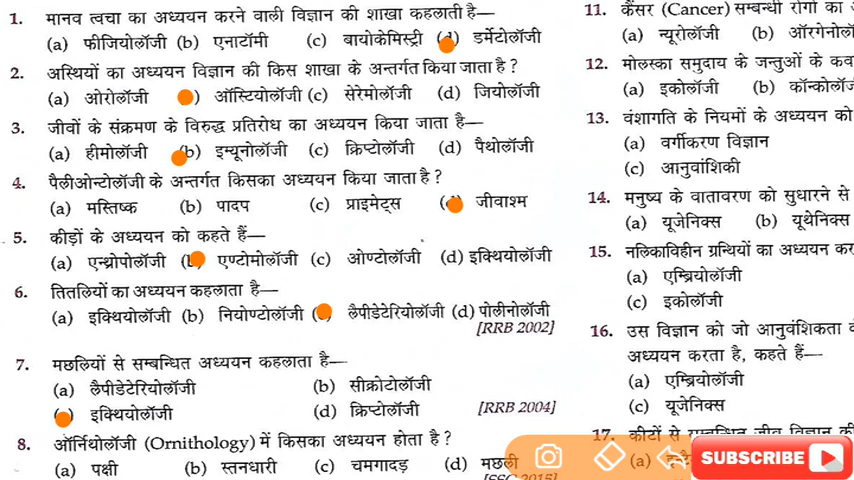 1. मानव त्वचा का अध्ययन करने वाली विज्ञान की शाखा कहलाती है—
(a) फीजियोलॉजी (b) एनाटॉमी (c) बायोकेमिस्ट्री (d) डर्मेटोलॉजी
2. अस्थियों का अध्ययन विज्ञान की किस शाखा के अन्तर्गत किया जाता है?
(a) ओरोलॉजी ऑस्टियोलॉजी (c) सेरेमोलॉजी (d) जियोलॉजी
3. जीवों के संक्रमण के विरुद्ध प्रतिरोध का अध्ययन किया जाता है—
(a) हीमोलॉजी (b) इम्यूनोलॉजी (c) क्रिप्टोलॉजी (d) पैथोलॉजी
4. पैलीओन्टोलॉजी के अन्तर्गत किसका अध्ययन किया जाता है?
(a) मस्तिष्क (b) पादप (c) प्राइमेट्स जीवाश्म
5. कीड़ों के अध्ययन को कहते हैं—
(a) एन्थ्रोपोलॉजी (b) एण्टोमोलॉजी (c) ओण्टोलॉजी (d) इक्थियोलॉजी
6. तितलियों का अध्ययन कहलाता है—
(a) इक्थियोलॉजी (b) नियोण्टोलॉजी लैपीडेटेरियोलॉजी (d) पोलीनोलॉजी
[RRB 2002]
7. मछलियों से सम्बन्धित अध्ययन कहलाता है—
(a) लैपीडेटेरियोलॉजी (b) सीक्रोटोलॉजी
इक्थियोलॉजी (d) क्रिप्टोलॉजी [RRB 2004]
8. ऑर्नियोलॉजी (Ornithology) में किसका अध्ययन होता है?
(a) पक्षी (b) स्तनधारी (c) चमगादड़ (d) मछली
11. कैंसर (Cancer) सम्बन्धी रोगों का
(a) न्यूरोलॉजी (b)
12. मोलस्का समुदाय के जन्तुओं के
(a) इकोलॉजी (b)
13. वंशागति के नियमों के अध्ययन को
(a) वर्गीकरण विज्ञान
(c) आनुवांशिकी
14. मनुष्य के वातावरण को सुधारने से
(a) यूजेनिक्स (b) यूथेनिक्स
15. नलिकाविहीन ग्रन्थियों का अध्ययन
(a) एम्ब्रियोलॉजी
(c) इकोलॉजी
16. उस विज्ञान को जो आनुवंशिकता
अध्ययन करता है, कहते हैं—
(a) एम्ब्रियोलॉजी
(c) यूजेनिक्स
17. कीटों से सम्बन्धित जीव विज्ञान की
(a)
SUBSCRIBE